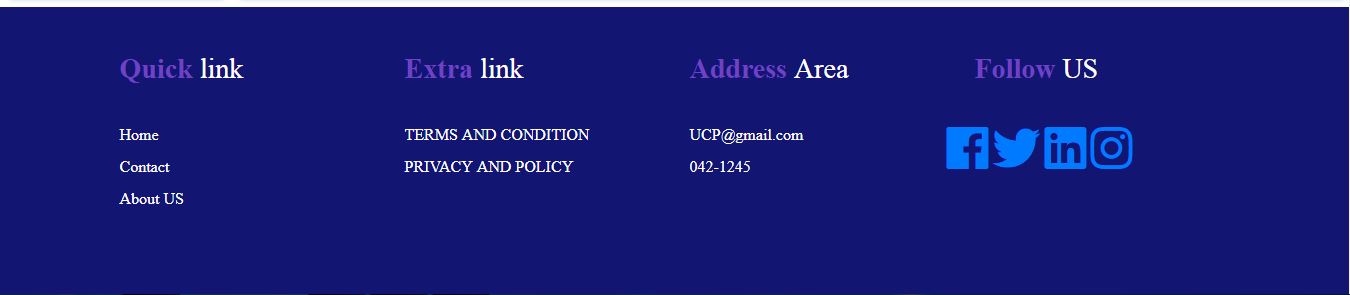 Quick link
Home
Contact
About US
Extra link
TERMS AND CONDITION
PRIVACY AND POLICY
Address Area
UCP@gmail.com
042-1245
Follow US